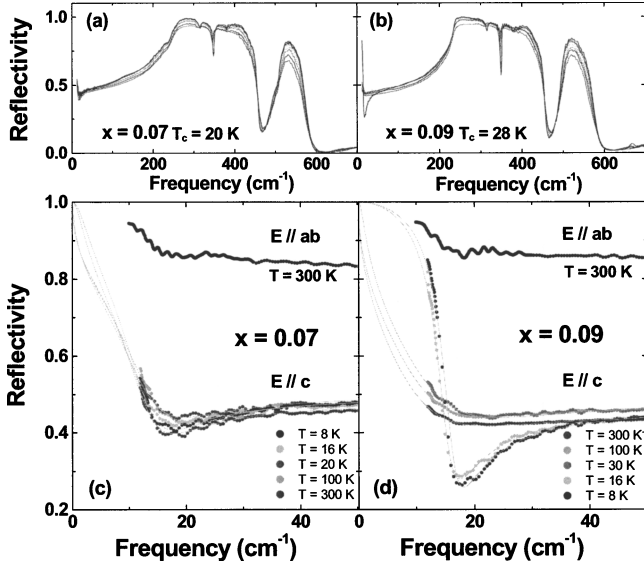 (a)
(b)
Reflectivity
1.0
0.5
0.0
x = 0.07 T_c = 20 K
x = 0.09 T_c = 28 K
0 200 400 600
0 200 400 600
Frequency (cm⁻¹)
Frequency (cm⁻¹)
Reflectivity
1.0
0.8
0.6
0.4
0.2
E // ab
T = 300 K
x = 0.07
E // c
T = 8 K
T = 16 K
T = 20 K
T = 100 K
T = 300 K
(c)
E // ab
T = 300 K
x = 0.09
E // c
T = 300 K
T = 100 K
T = 30 K
T = 16 K
T = 8 K
(d)
0 20 40
0 20 40
Frequency (cm⁻¹)
Frequency (cm⁻¹)